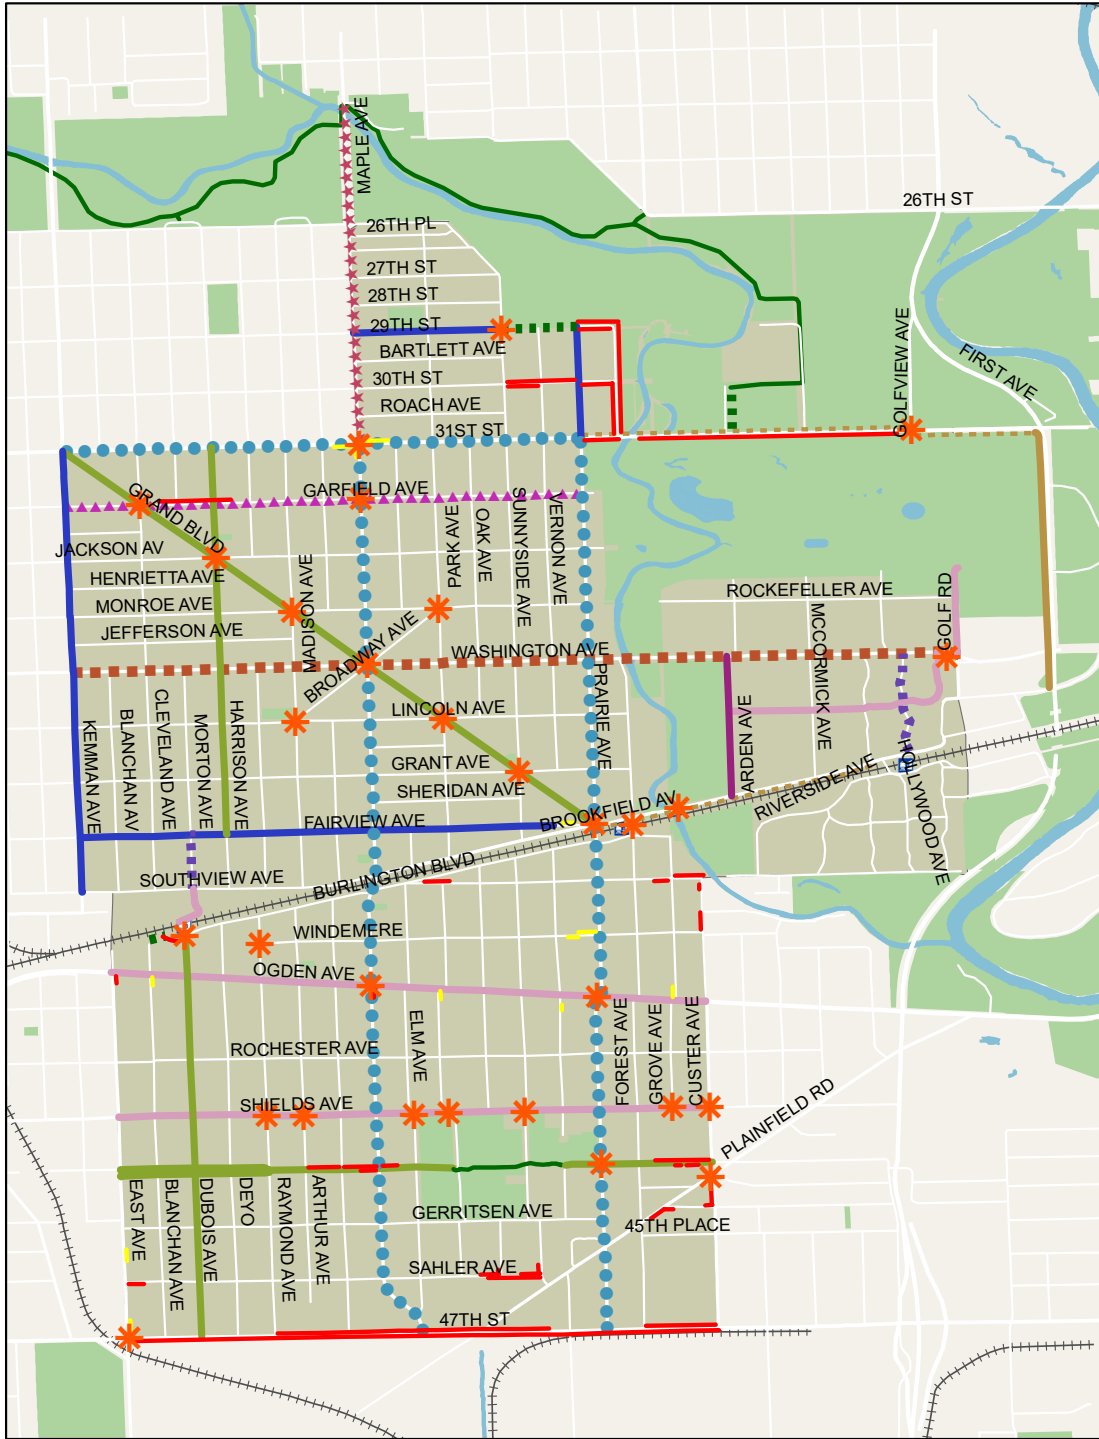 MAPLE AVE
26TH ST
26TH PL
27TH ST
28TH ST
29TH ST
BARTLETT AVE
30TH ST
ROACH AVE
31ST ST
GOLFVIEW AVE
FIRST AVE
GRAND BLVD
GARFIELD AVE
JACKSON AV
HENRIETTA AVE
MONROE AVE
JEFFERSON AVE
MADISON AVE
BROADWAY AVE
PARK AVE
OAK AVE
SUNNYSIDE AVE
VERNON AVE
ROCKEFELLER AVE
MCCORMICK AVE
GOLF RD
WASHINGTON AVE
PRAIRIE AVE
LINCOLN AVE
GRANT AVE
SHERIDAN AVE
KEMMAN AVE
BLANCHAN AV
CLEVELAND AVE
MORTON AVE
HARRISON AVE
ARDEN AVE
HOLLYWOOD AVE
RIVERSIDE AVE
BROOKFIELD AV
FAIRVIEW AVE
SOUTHVIEW AVE
BURLINGTON BLVD
WINDEMERE
OGDEN AVE
ELM AVE
ROCHESTER AVE
FOREST AVE
GROVE AVE
CUSTER AVE
SHIELDS AVE
PLAINFIELD RD
EAST AVE
BLANCHAN AVE
DUBOIS AVE
DEYO
RAYMOND AVE
ARTHUR AVE
GERRITSEN AVE
45TH PLACE
SAHLER AVE
47TH ST